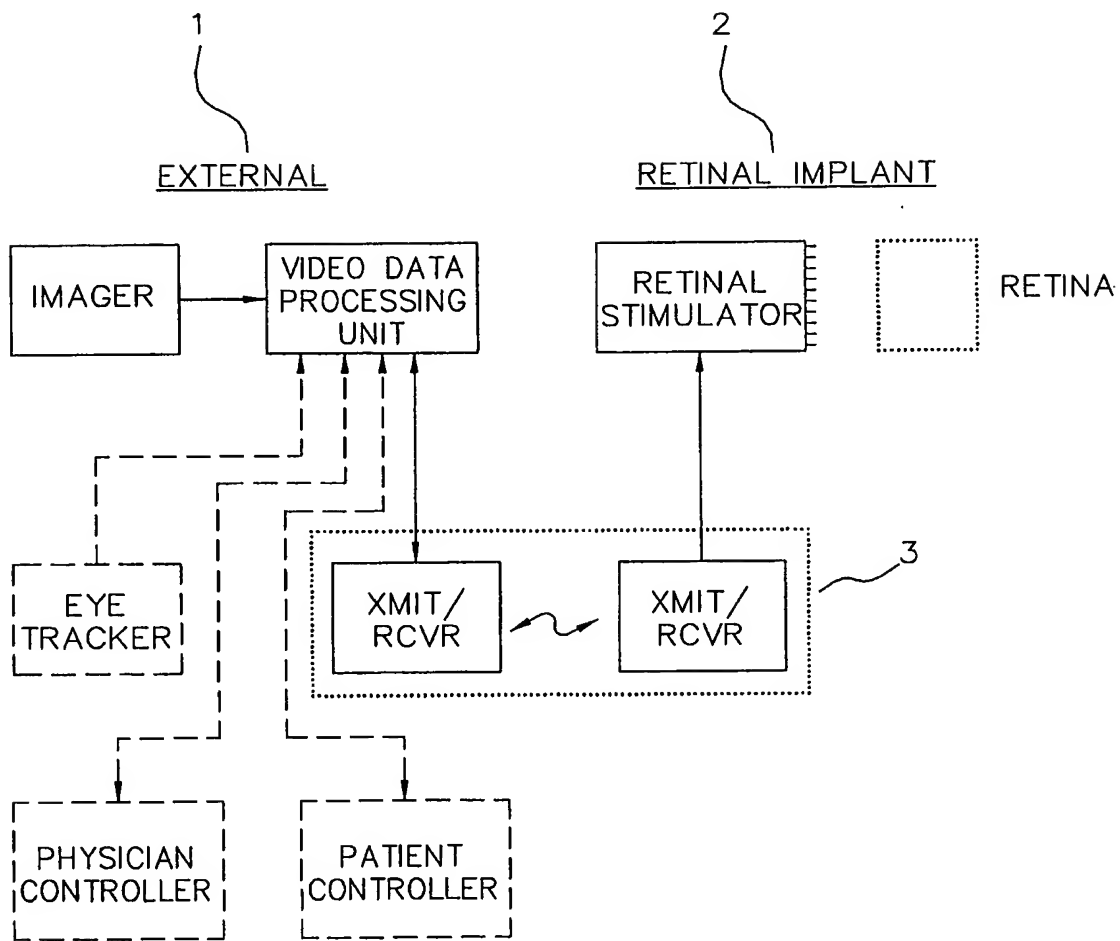 1
2
EXTERNAL
RETINAL IMPLANT
IMAGER
VIDEO DATA
PROCESSING
UNIT
RETINAL
STIMULATOR
RETINA
3
EYE
TRACKER
XMIT/
RCVR
XMIT/
RCVR
PHYSICIAN
CONTROLLER
PATIENT
CONTROLLER